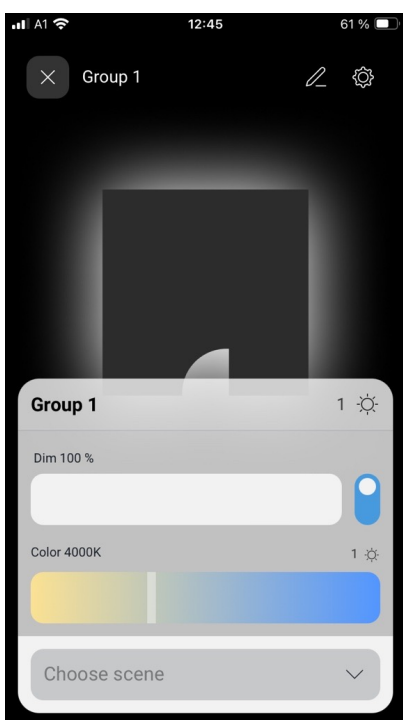 A1 12:45 61 %
Group 1
Group 1 1
Dim 100 %
Color 4000K 1
Choose scene